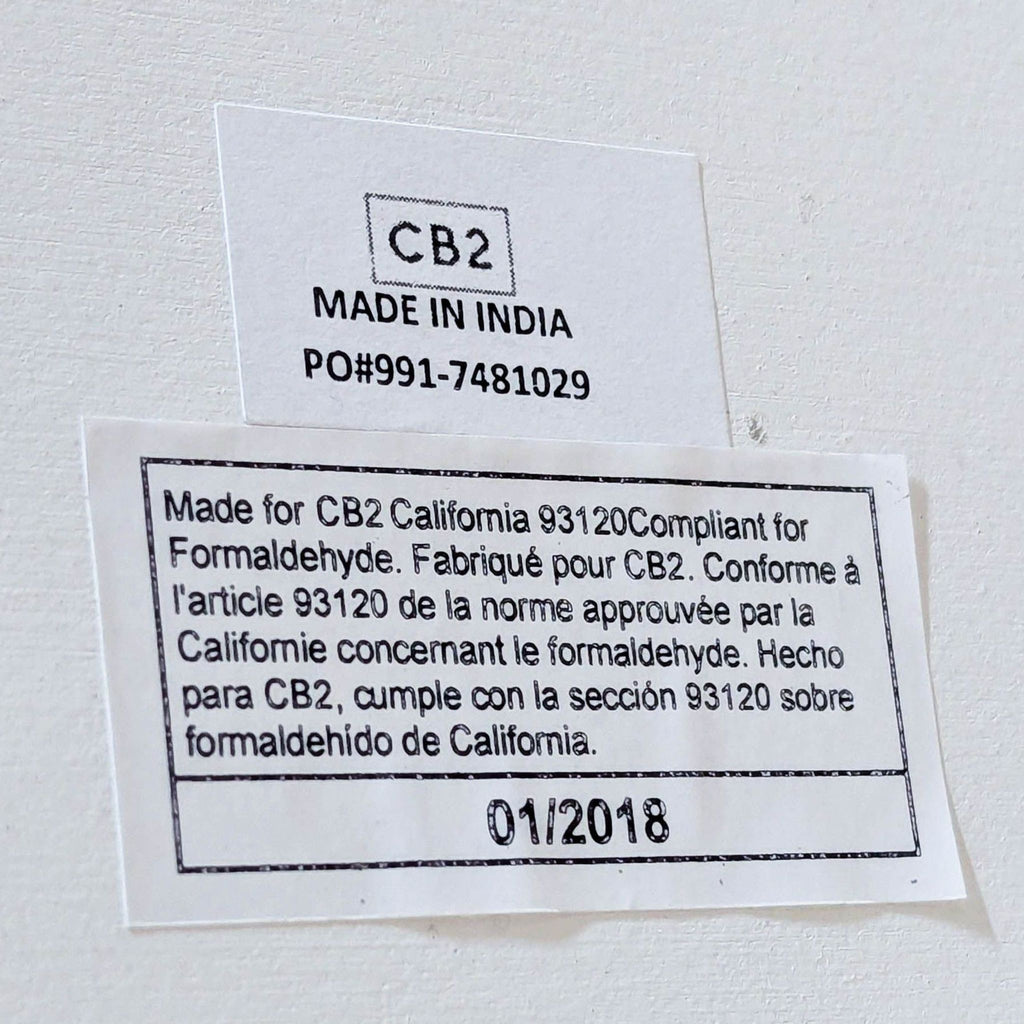 CB2
MADE IN INDIA
PO#991-7481029
Made for CB2 California 93120Compliant for
Formaldehyde. Fabriqué pour CB2. Conforme à
l'article 93120 de la norme approuvée par la
Californie concernant le formaldehyde. Hecho
para CB2, cumple con la sección 93120 sobre
formaldehído de California.
01/2018